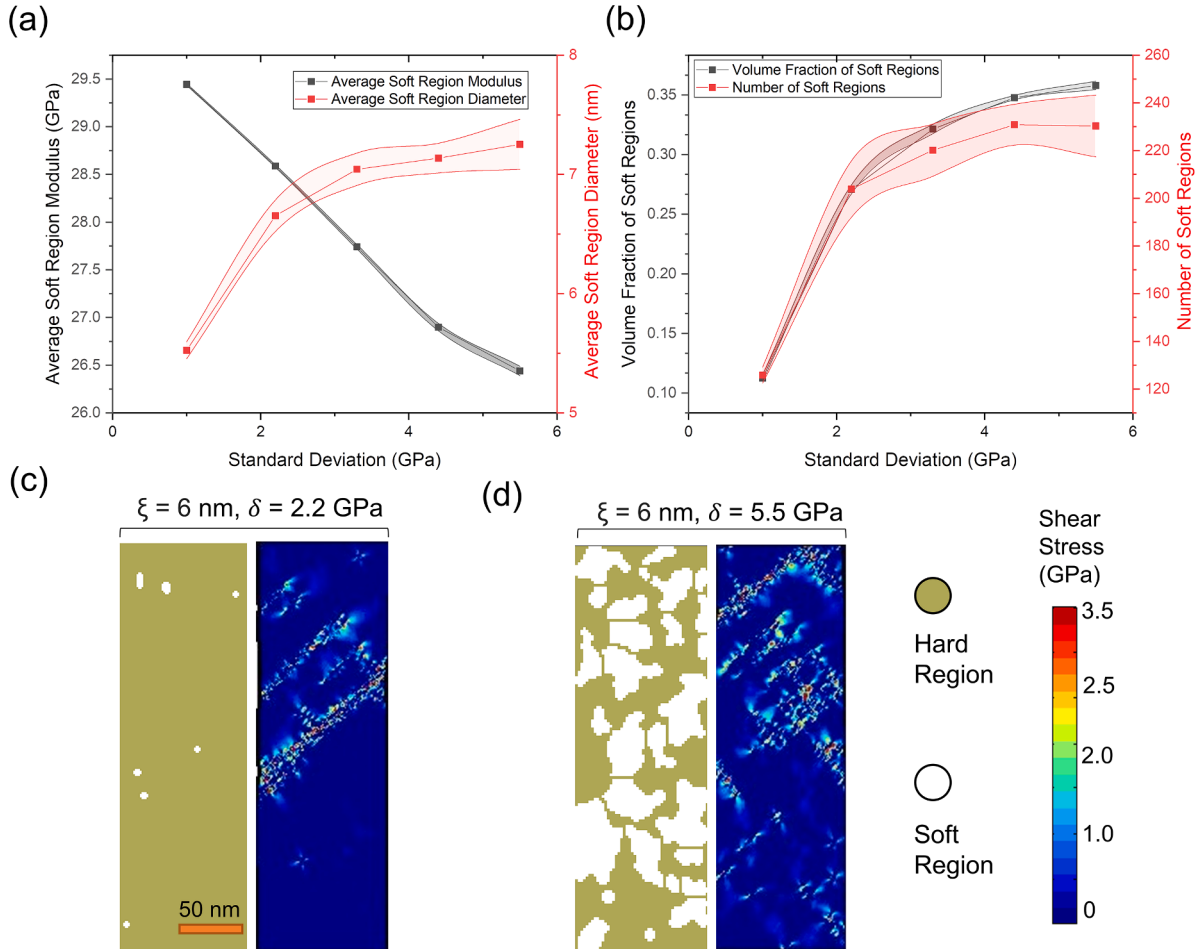 (a)
(b)
Average Soft Region Modulus (GPa)
29.5
29.0
28.5
28.0
27.5
27.0
26.5
26.0
Average Soft Region Modulus
Average Soft Region Diameter
8
7
6
5
Average Soft Region Diameter (nm)
0
2
4
6
Standard Deviation (GPa)
Volume Fraction of Soft Regions
0.35
0.30
0.25
0.20
0.15
0.10
Volume Fraction of Soft Regions
Number of Soft Regions
260
240
220
200
180
160
140
120
Number of Soft Regions
0
2
4
6
Standard Deviation (GPa)
(c)
ξ = 6 nm, δ = 2.2 GPa
50 nm
(d)
ξ = 6 nm, δ = 5.5 GPa
Hard
Region
Soft
Region
Shear
Stress
(GPa)
3.5
2.5
2.0
1.0
0